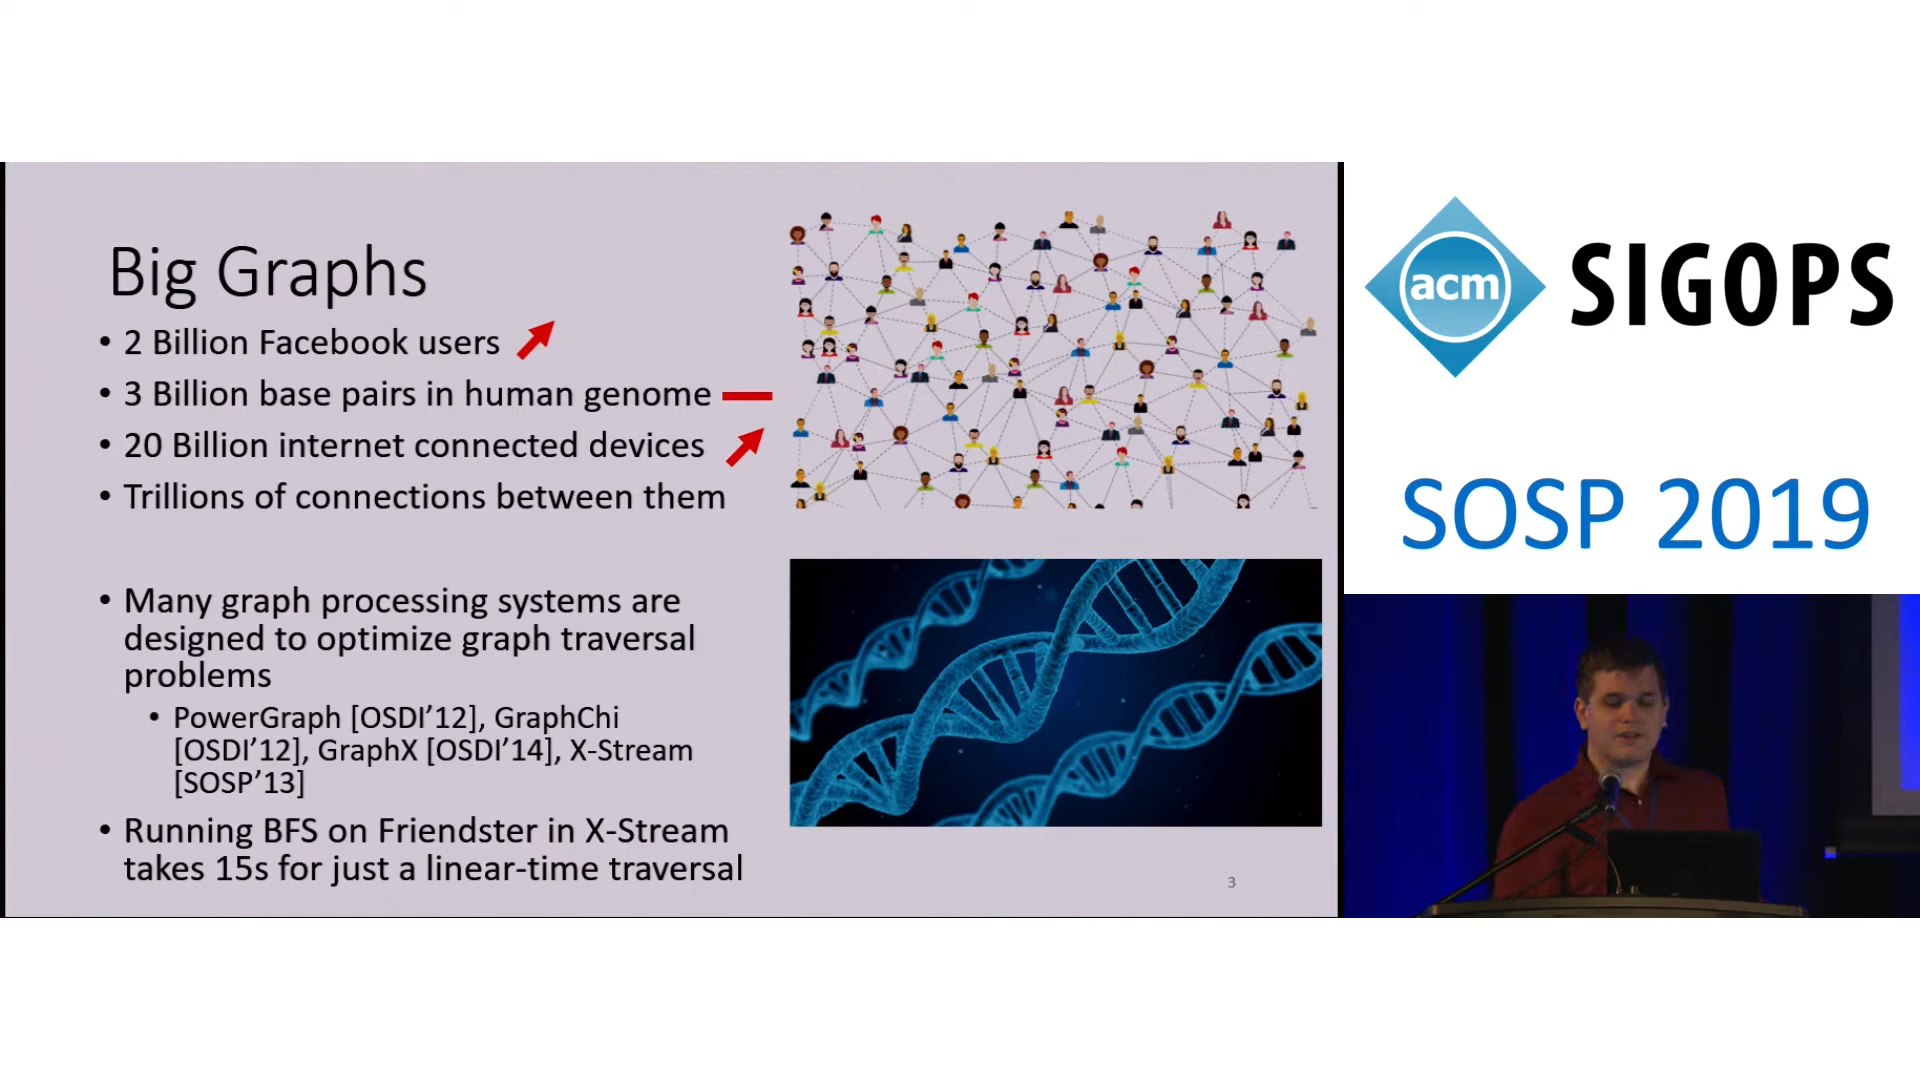 Big Graphs
• 2 Billion Facebook users
• 3 Billion base pairs in human genome
• 20 Billion internet connected devices
• Trillions of connections between them
• Many graph processing systems are
designed to optimize graph traversal
problems
• PowerGraph [OSDI’12], GraphChi
[OSDI’12], GraphX [OSDI’14], X-Stream
[SOSP’13]
• Running BFS on Friendster in X-Stream
takes 15s for just a linear-time traversal
3
acm SIGOPS
SOSP 2019